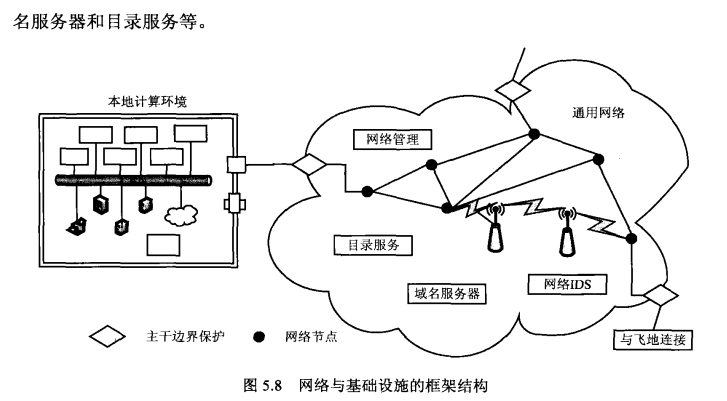 名服务器和目录服务等。
本地计算环境
通用网络
网络管理
目录服务
域名服务器
网络IDS
与飞地连接
主干边界保护
网络节点
图 5.8 网络与基础设施的框架结构